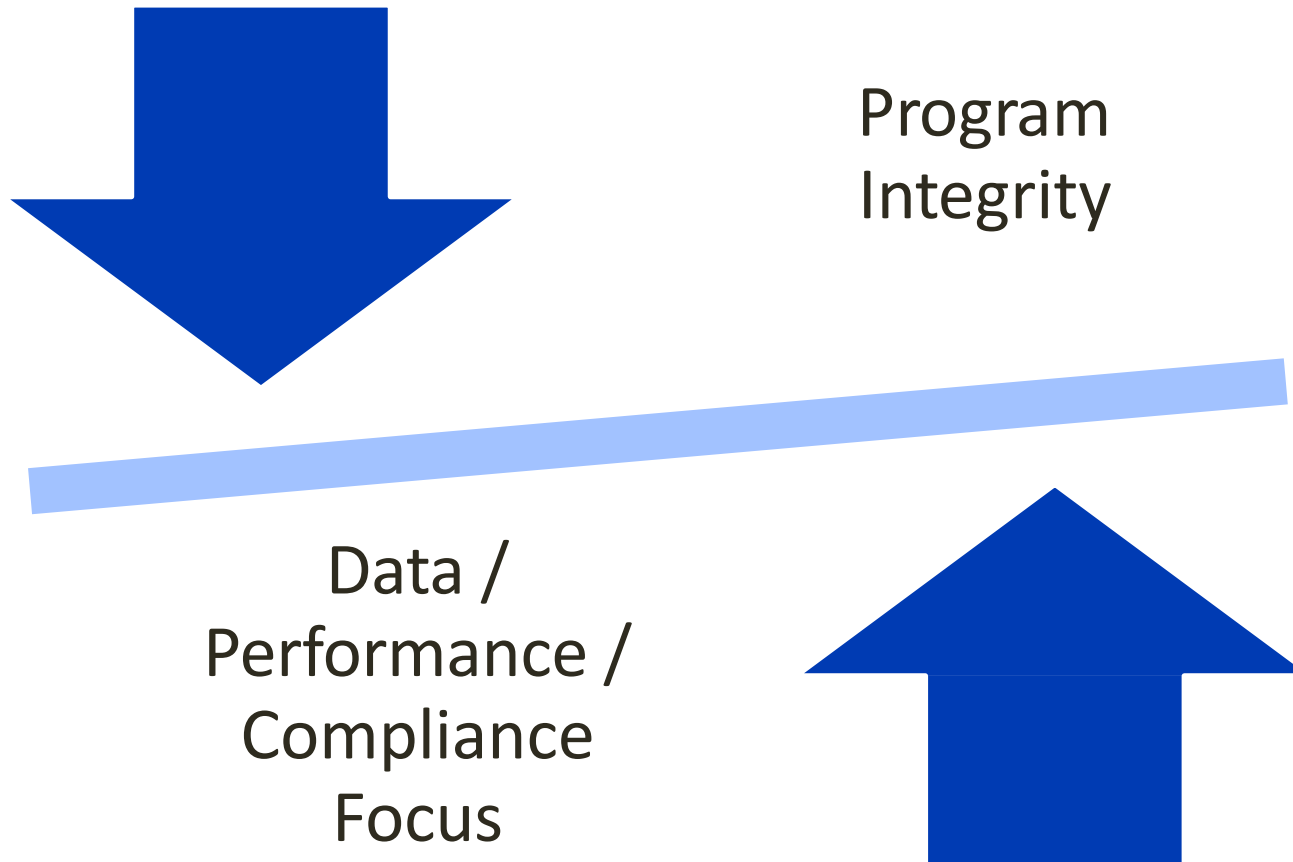 Program
Integrity
Data /
Performance /
Compliance
Focus